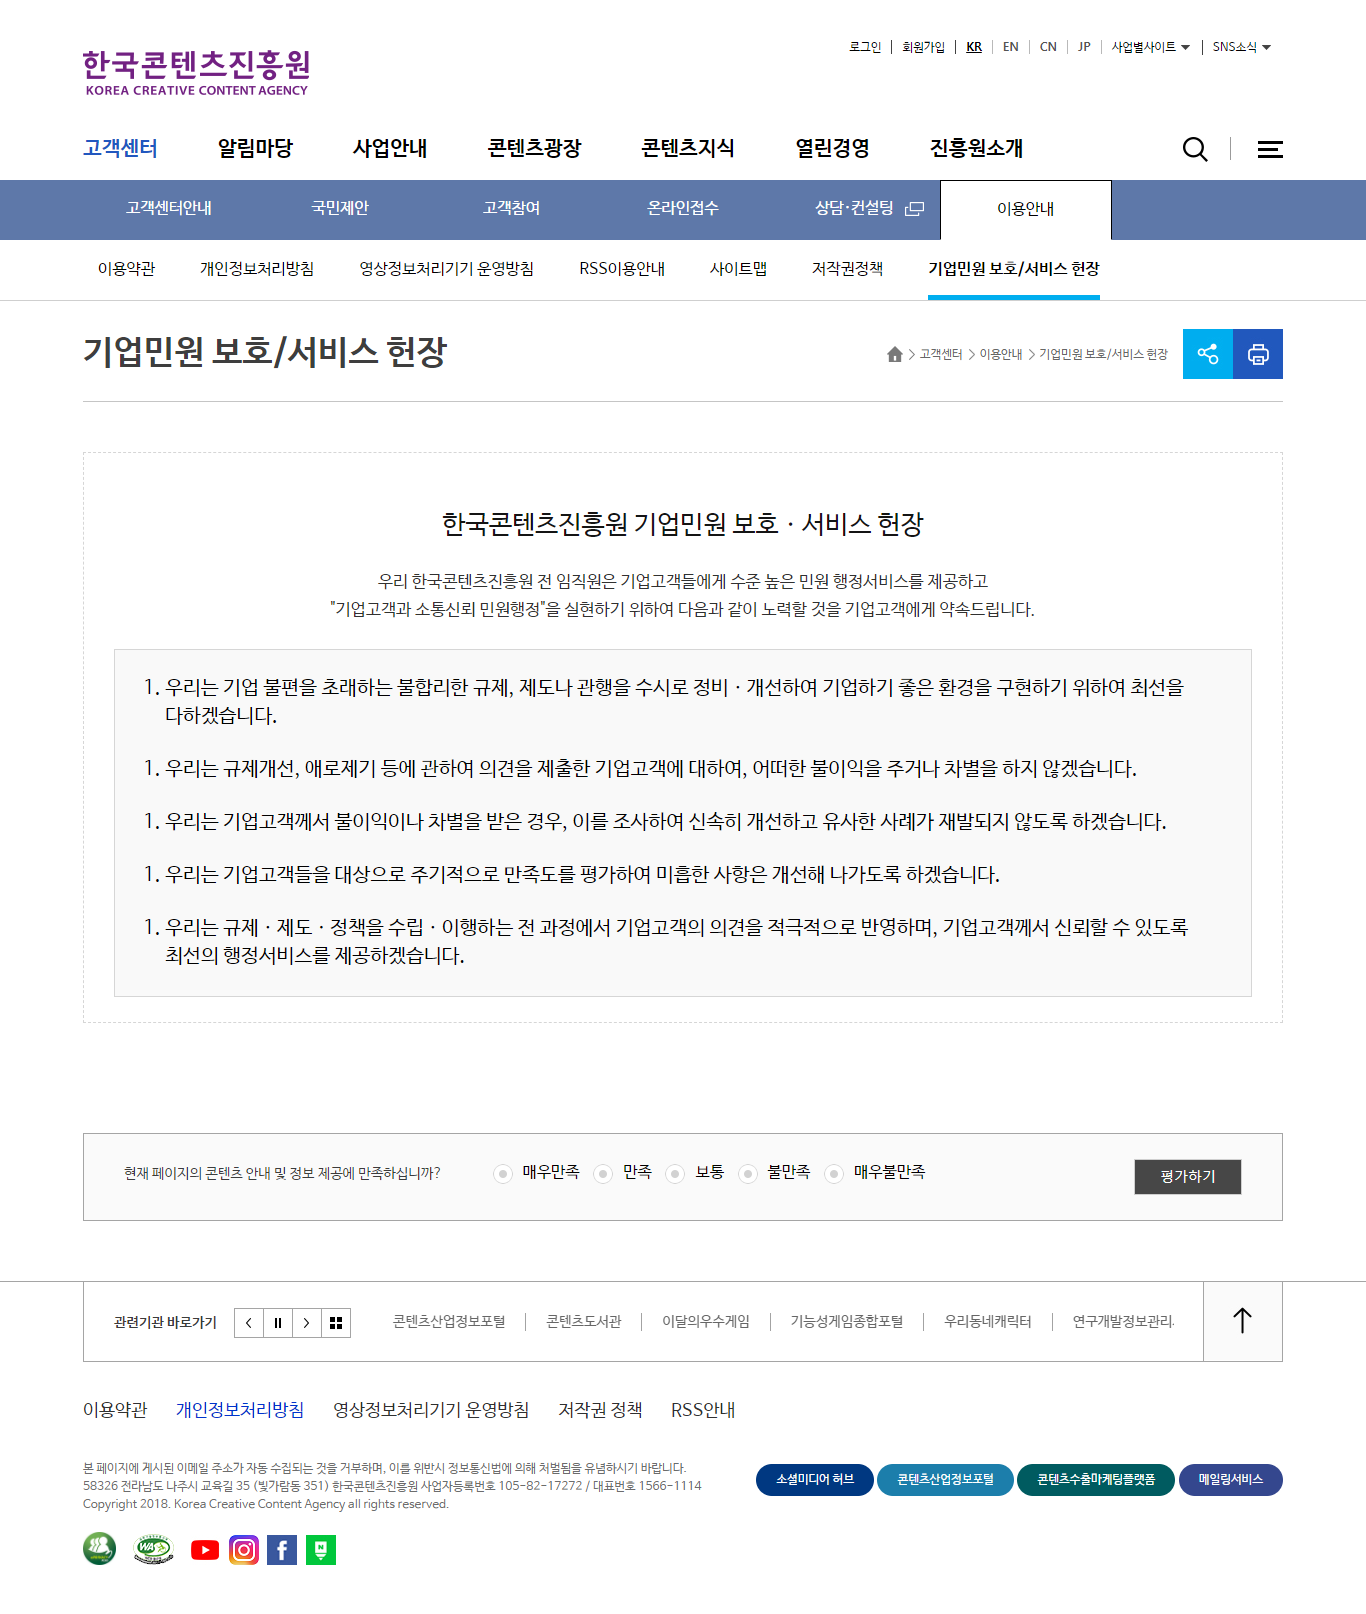 로그인 회원가입 KR EN CN JP 사업별사이트 SNS소식
한국콘텐츠진흥원
KOREA CREATIVE CONTENT AGENCY
고객센터 알림마당 사업안내 콘텐츠광장 콘텐츠지식 열린경영 진흥원소개
고객센터안내 국민제안 고객참여 온라인접수 상담·컨설팅 이용안내
이용약관 개인정보처리방침 영상정보처리기기 운영방침 RSS이용안내 사이트맵 저작권정책 기업민원 보호/서비스 헌장
기업민원 보호/서비스 헌장
고객센터 이용안내 기업민원 보호/서비스 헌장
한국콘텐츠진흥원 기업민원 보호 · 서비스 헌장
우리 한국콘텐츠진흥원 전 임직원은 기업고객들에게 수준 높은 민원 행정서비스를 제공하고
"기업고객과 소통신뢰 민원행정"을 실현하기 위하여 다음과 같이 노력할 것을 기업고객에게 약속드립니다.
1. 우리는 기업 불편을 초래하는 불합리한 규제, 제도나 관행을 수시로 정비 · 개선하여 기업하기 좋은 환경을 구현하기 위하여 최선을
다하겠습니다.
1. 우리는 규제개선, 애로제기 등에 관하여 의견을 제출한 기업고객에 대하여, 어떠한 불이익을 주거나 차별을 하지 않겠습니다.
1. 우리는 기업고객께서 불이익이나 차별을 받은 경우, 이를 조사하여 신속히 개선하고 유사한 사례가 재발되지 않도록 하겠습니다.
1. 우리는 기업고객들을 대상으로 주기적으로 만족도를 평가하여 미흡한 사항은 개선해 나가도록 하겠습니다.
1. 우리는 규제 · 제도 · 정책을 수립 · 이행하는 전 과정에서 기업고객의 의견을 적극적으로 반영하며, 기업고객께서 신뢰할 수 있도록
최선의 행정서비스를 제공하겠습니다.
현재 페이지의 콘텐츠 안내 및 정보 제공에 만족하십니까? 매우만족 만족 보통 불만족 매우불만족 평가하기
관련기관 바로가기 콘텐츠산업정보포털 콘텐츠도서관 이달의우수게임 기능성게임종합포털 우리동네캐릭터 연구개발정보관리
이용약관 개인정보처리방침 영상정보처리기기 운영방침 저작권 정책 RSS안내
본 페이지에 게시된 이메일 주소가 자동 수집되는 것을 거부하며, 이를 위반시 정보통신법에 의해 처벌됨을 유념하시기 바랍니다.
58326 전라남도 나주시 교육길 35 (빛가람동 351) 한국콘텐츠진흥원 사업자등록번호 105-82-17272 / 대표번호 1566-1114
Copyright 2018. Korea Creative Content Agency all rights reserved.
소셜미디어 허브 콘텐츠산업정보포털 콘텐츠수출마케팅플랫폼 메일링서비스
WA